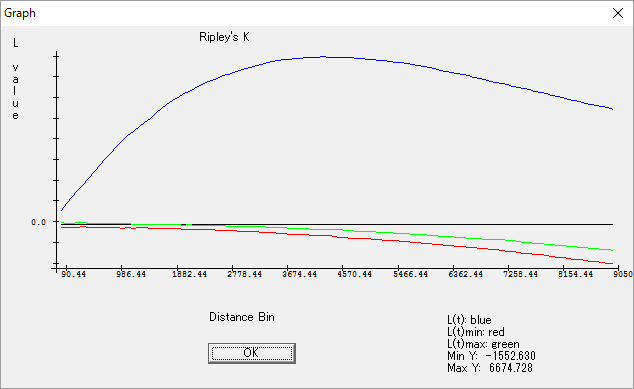 Graph
Ripley's K
L value
0.0
90.44 986.44 1882.44 2778.44 3674.44 4570.44 5466.44 6362.44 7258.44 8154.44 9050
Distance Bin
OK
L(t): blue
L(t)min: red
L(t)max: green
Min Y: -1552.630
Max Y: 6674.728